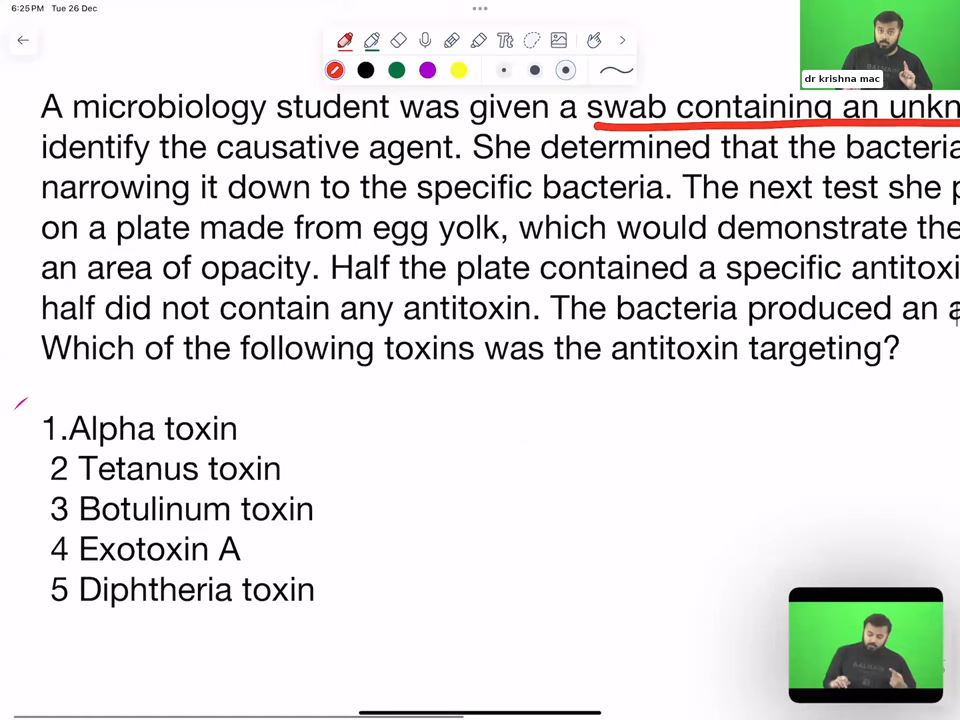 6:25 PM Tue 26 Dec
Tt
dr krishna mac
A microbiology student was given a swab containing an unkn
identify the causative agent. She determined that the bacteria
narrowing it down to the specific bacteria. The next test she p
on a plate made from egg yolk, which would demonstrate the
an area of opacity. Half the plate contained a specific antitoxi
half did not contain any antitoxin. The bacteria produced an a
Which of the following toxins was the antitoxin targeting?
1.Alpha toxin
2 Tetanus toxin
3 Botulinum toxin
4 Exotoxin A
5 Diphtheria toxin